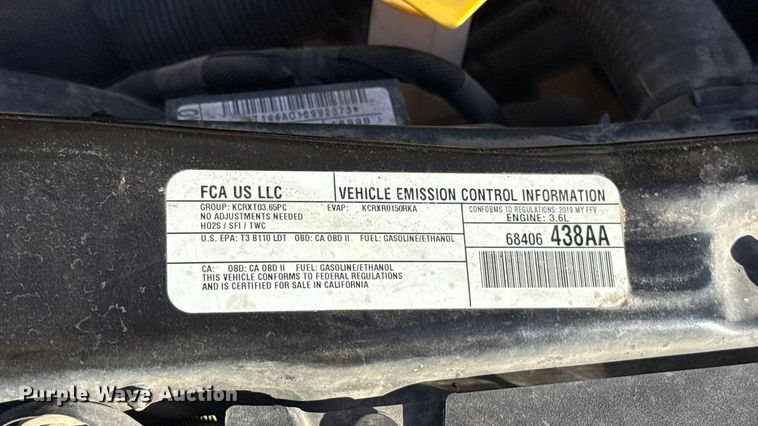 T164A016992373*
FCA US LLC
VEHICLE EMISSION CONTROL INFORMATION
GROUP: KCRXT03.65PC EVAP: KCRXR0150RKA
NO ADJUSTMENTS NEEDED
HO2S / SFI / TWC
CONFORMS TO REGULATIONS: 2019 MY FFV
ENGINE: 3.6L
68406 438AA
U.S. EPA: T3 B110 LDT OBD: CA OBD II FUEL: GASOLINE/ETHANOL
CA: OBD: CA OBD II FUEL: GASOLINE/ETHANOL
THIS VEHICLE CONFORMS TO FEDERAL REGULATIONS
AND IS CERTIFIED FOR SALE IN CALIFORNIA
Purple Wave Auction